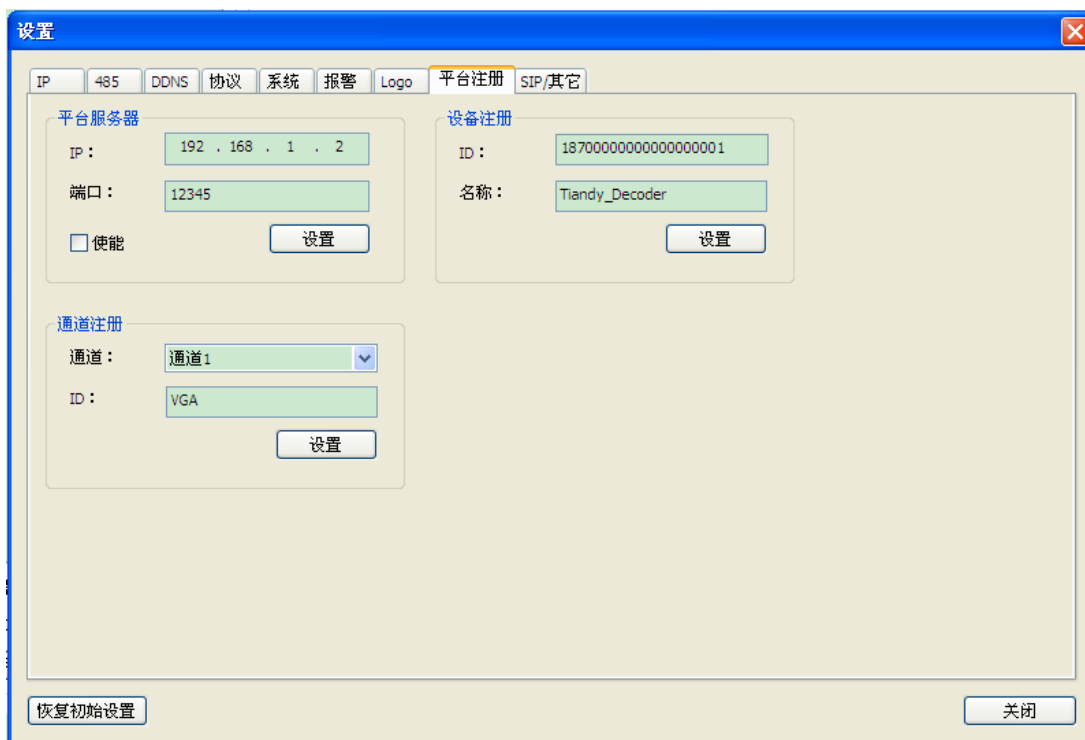 设置
IP 485 DDNS 协议 系统 报警 Logo 平台注册 SIP/其它
平台服务器
IP：
192 . 168 . 1 . 2
端口：
12345
使能
设置
设备注册
ID：
1870000000000000001
名称：
Tiandy_Decoder
设置
通道注册
通道：
通道1
ID：
VGA
设置
恢复初始设置
关闭